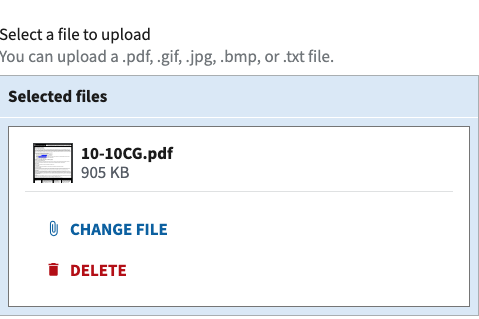 Select a file to upload
You can upload a .pdf, .gif, .jpg, .bmp, or .txt file.
Selected files
10-10CG.pdf
905 KB
CHANGE FILE
DELETE